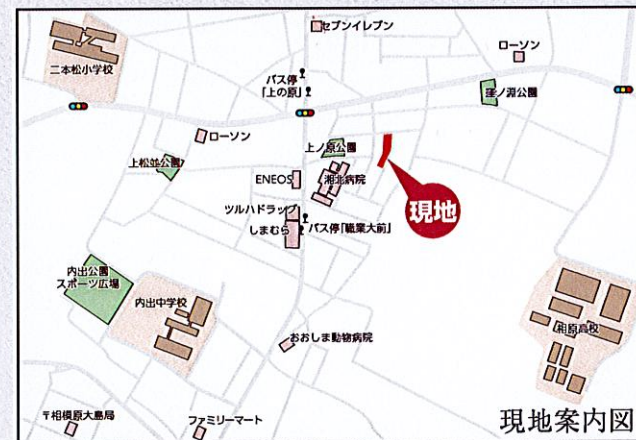 セブンイレブン
ローソン
二本松小学校
バス停
「上の原」
窪ノ淵公園
ローソン
上ノ原公園
上松並公園
ENEOS
湘北病院
現地
ツルハドラッグ
しまむら
バス停「職業大前」
内出公園
スポーツ広場
内出中学校
相原高校
おおしま動物病院
〒相模原大島局
ファミリーマート
現地案内図